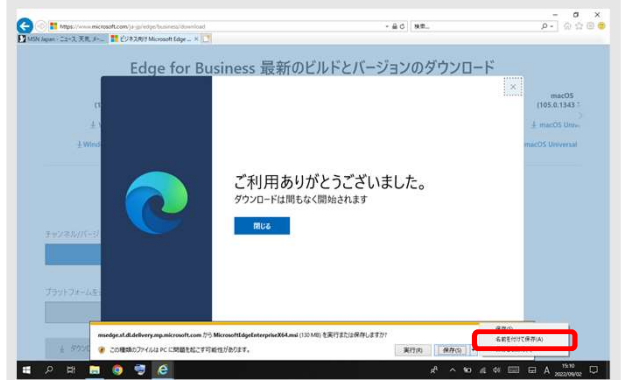 https://www.microsoft.com/ja-jp/edge/business/download
検索...
MSN Japan - ニュース, 天気, メ...
ビジネス向け Microsoft Edge ...
Edge for Business 最新のビルドとバージョンのダウンロード
macOS
(105.0.1343
macOS Univ
macOS Universal
ご利用ありがとうございました。
ダウンロードは間もなく開始されます
閉じる
チャンネル/バージ
プラットフォームを
msedge.sf.dl.delivery.mp.microsoft.com から MicrosoftEdgeEnterpriseX64.msi (130 MB) を実行または保存しますか?
この種類のファイルは PC に問題を起こす可能性があります。
実行(R)
保存(S)
名前を付けて保存(A)
15:10
2022/09/02